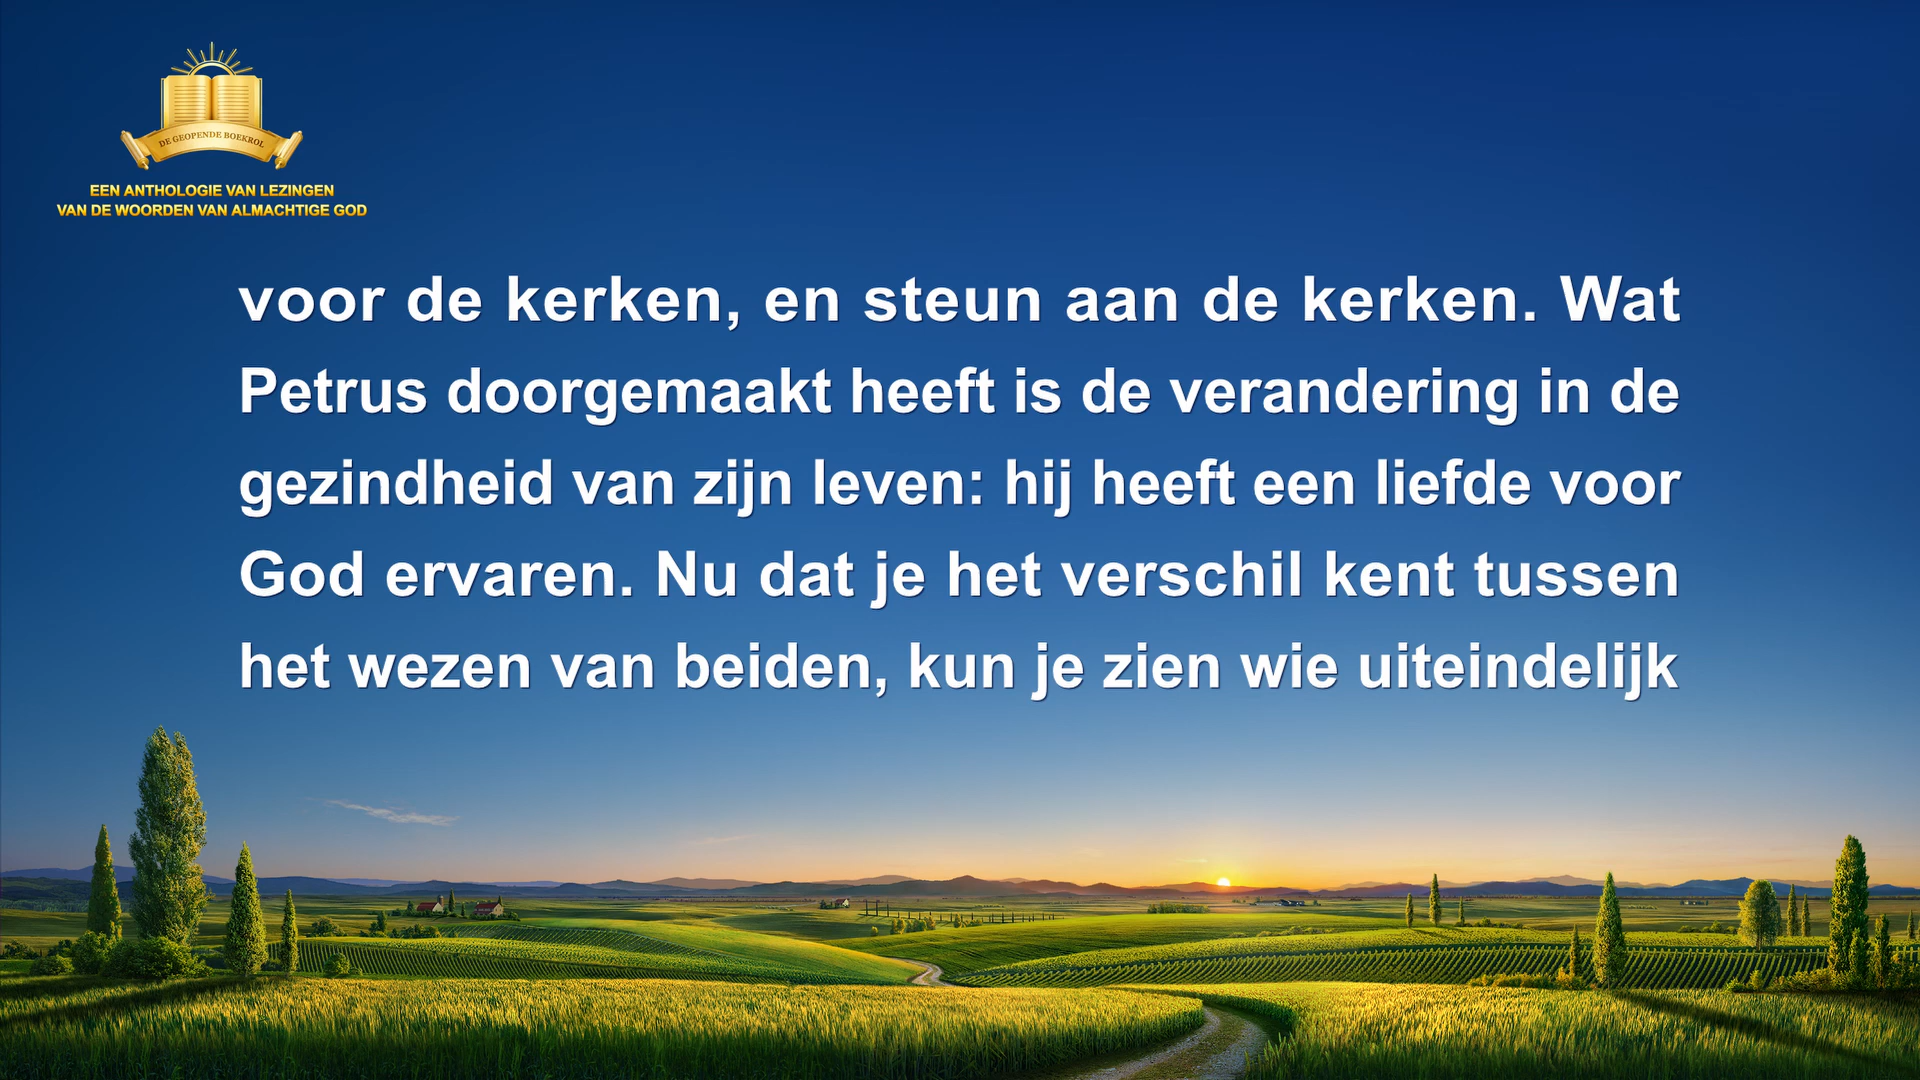 DE GEOPENDE BOEKROL
EEN ANTHOLOGIE VAN LEZINGEN
VAN DE WOORDEN VAN ALMACHTIGE GOD
voor de kerken, en steun aan de kerken. Wat
Petrus doorgemaakt heeft is de verandering in de
gezindheid van zijn leven: hij heeft een liefde voor
God ervaren. Nu dat je het verschil kent tussen
het wezen van beiden, kun je zien wie uiteindelijk